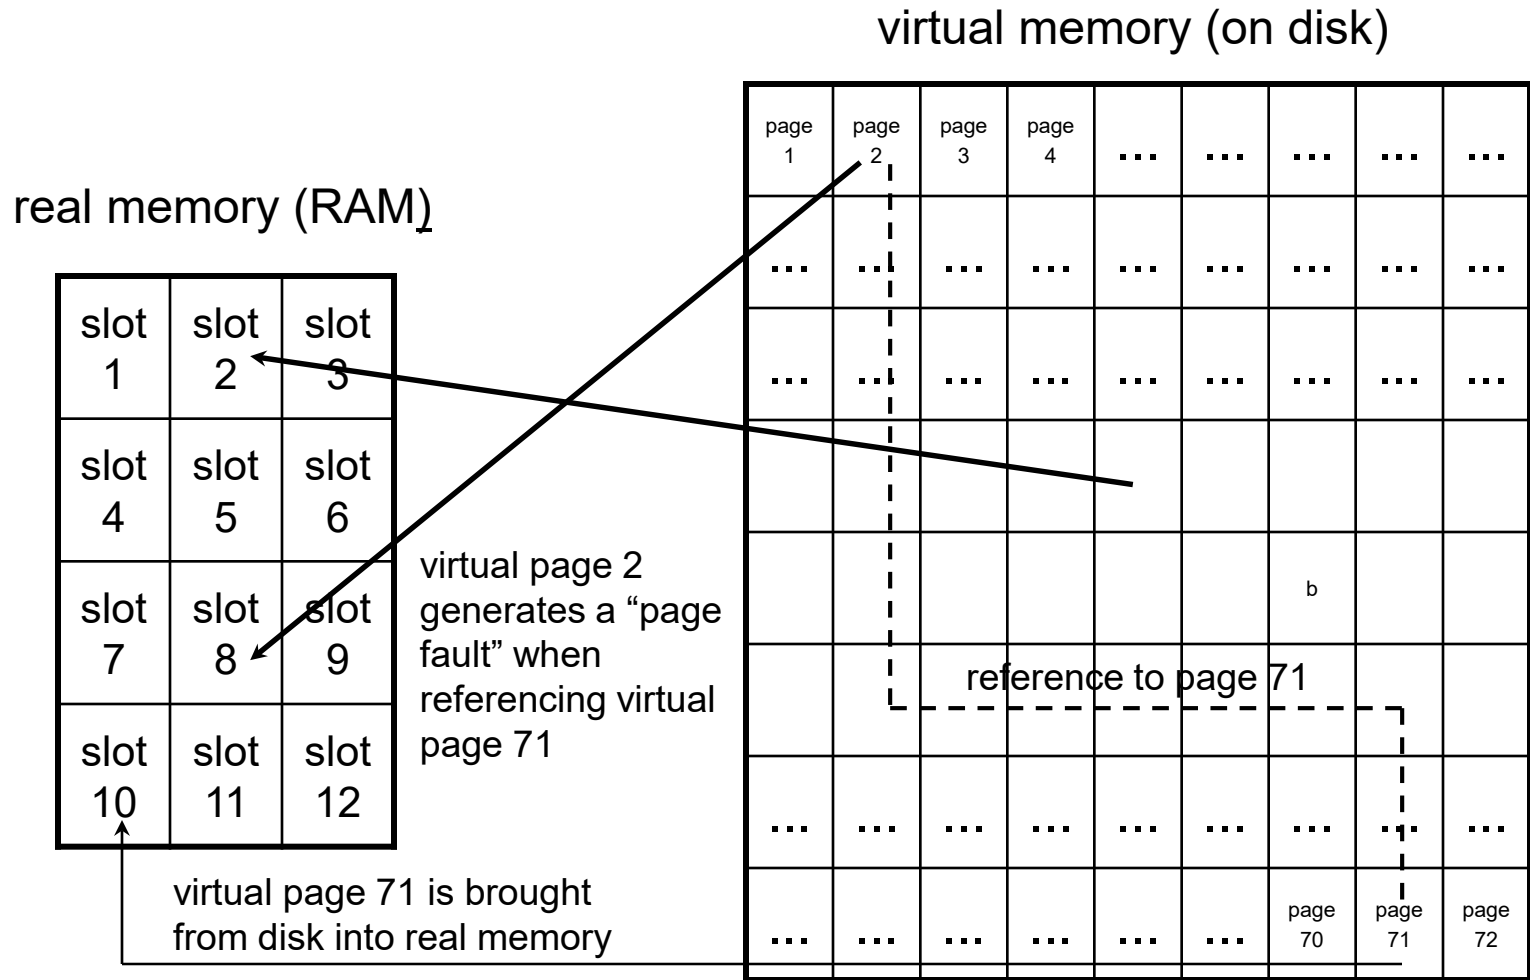 virtual memory (on disk)
page 1
page 2
page 3
page 4
... ... ... ... ...
real memory (RAM)
... ... ... ... ... ... ... ... ...
... ... ... ... ... ... ... ... ...
slot 1
slot 2
slot 3
slot 4
slot 5
slot 6
slot 7
slot 8
slot 9
slot 10
slot 11
slot 12
virtual page 2
generates a “page
fault” when
referencing virtual
page 71
b
reference to page 71
... ... ... ... ... ... ... ... ...
... ... ... ... ... ...
page 70
page 71
page 72
virtual page 71 is brought
from disk into real memory